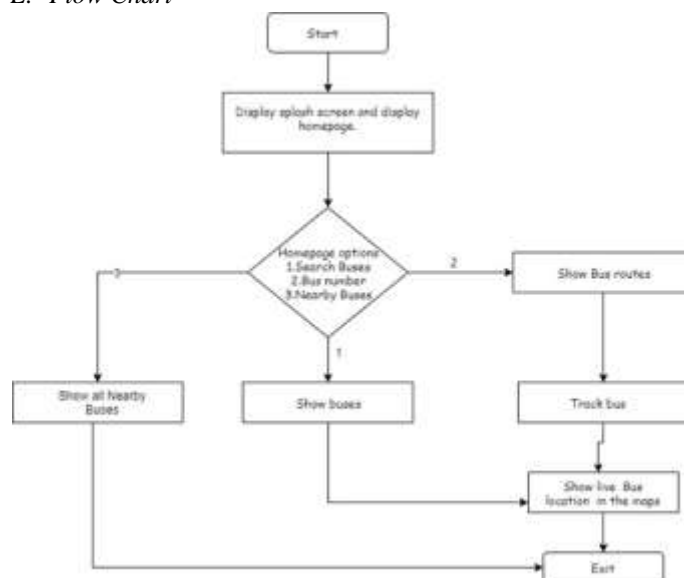 E. Flow Chart
Start
Display splash screen and display
homepage.
Homepage options
1.Search Buses
2.Bus number
3.Nearby Buses
3
2
1
Show Bus routes
Show all Nearby
Buses
Show buses
Track bus
Show live Bus
location in the maps
Exit